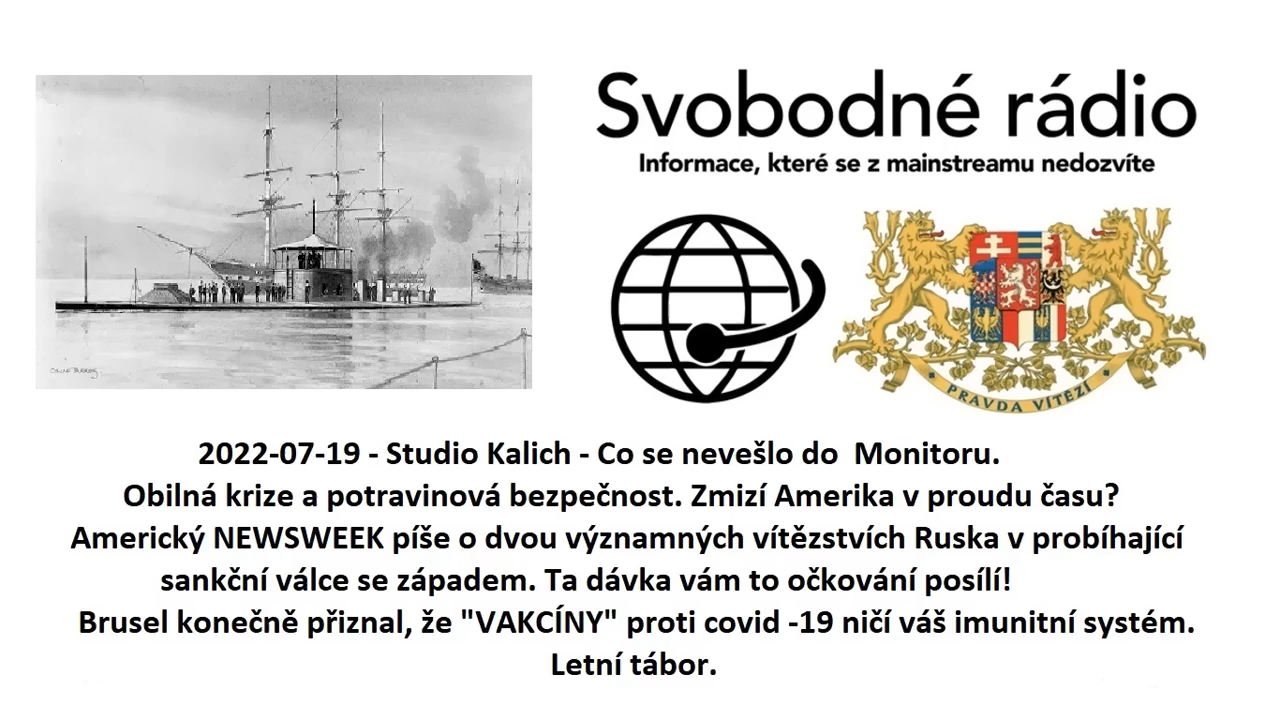 Svobodné rádio
Informace, které se z mainstreamu nedozvíte
PRAVDA VÍTĚZÍ
2022-07-19 - Studio Kalich - Co se nevešlo do Monitoru.
Obilná krize a potravinová bezpečnost. Zmizí Amerika v proudu času?
Americký NEWSWEEK píše o dvou významných vítězstvích Ruska v probíhající
sankční válce se západem. Ta dávka vám to očkování posílí!
Brusel konečně přiznal, že "VAKCÍNY" proti covid -19 ničí váš imunitní systém.
Letní tábor.